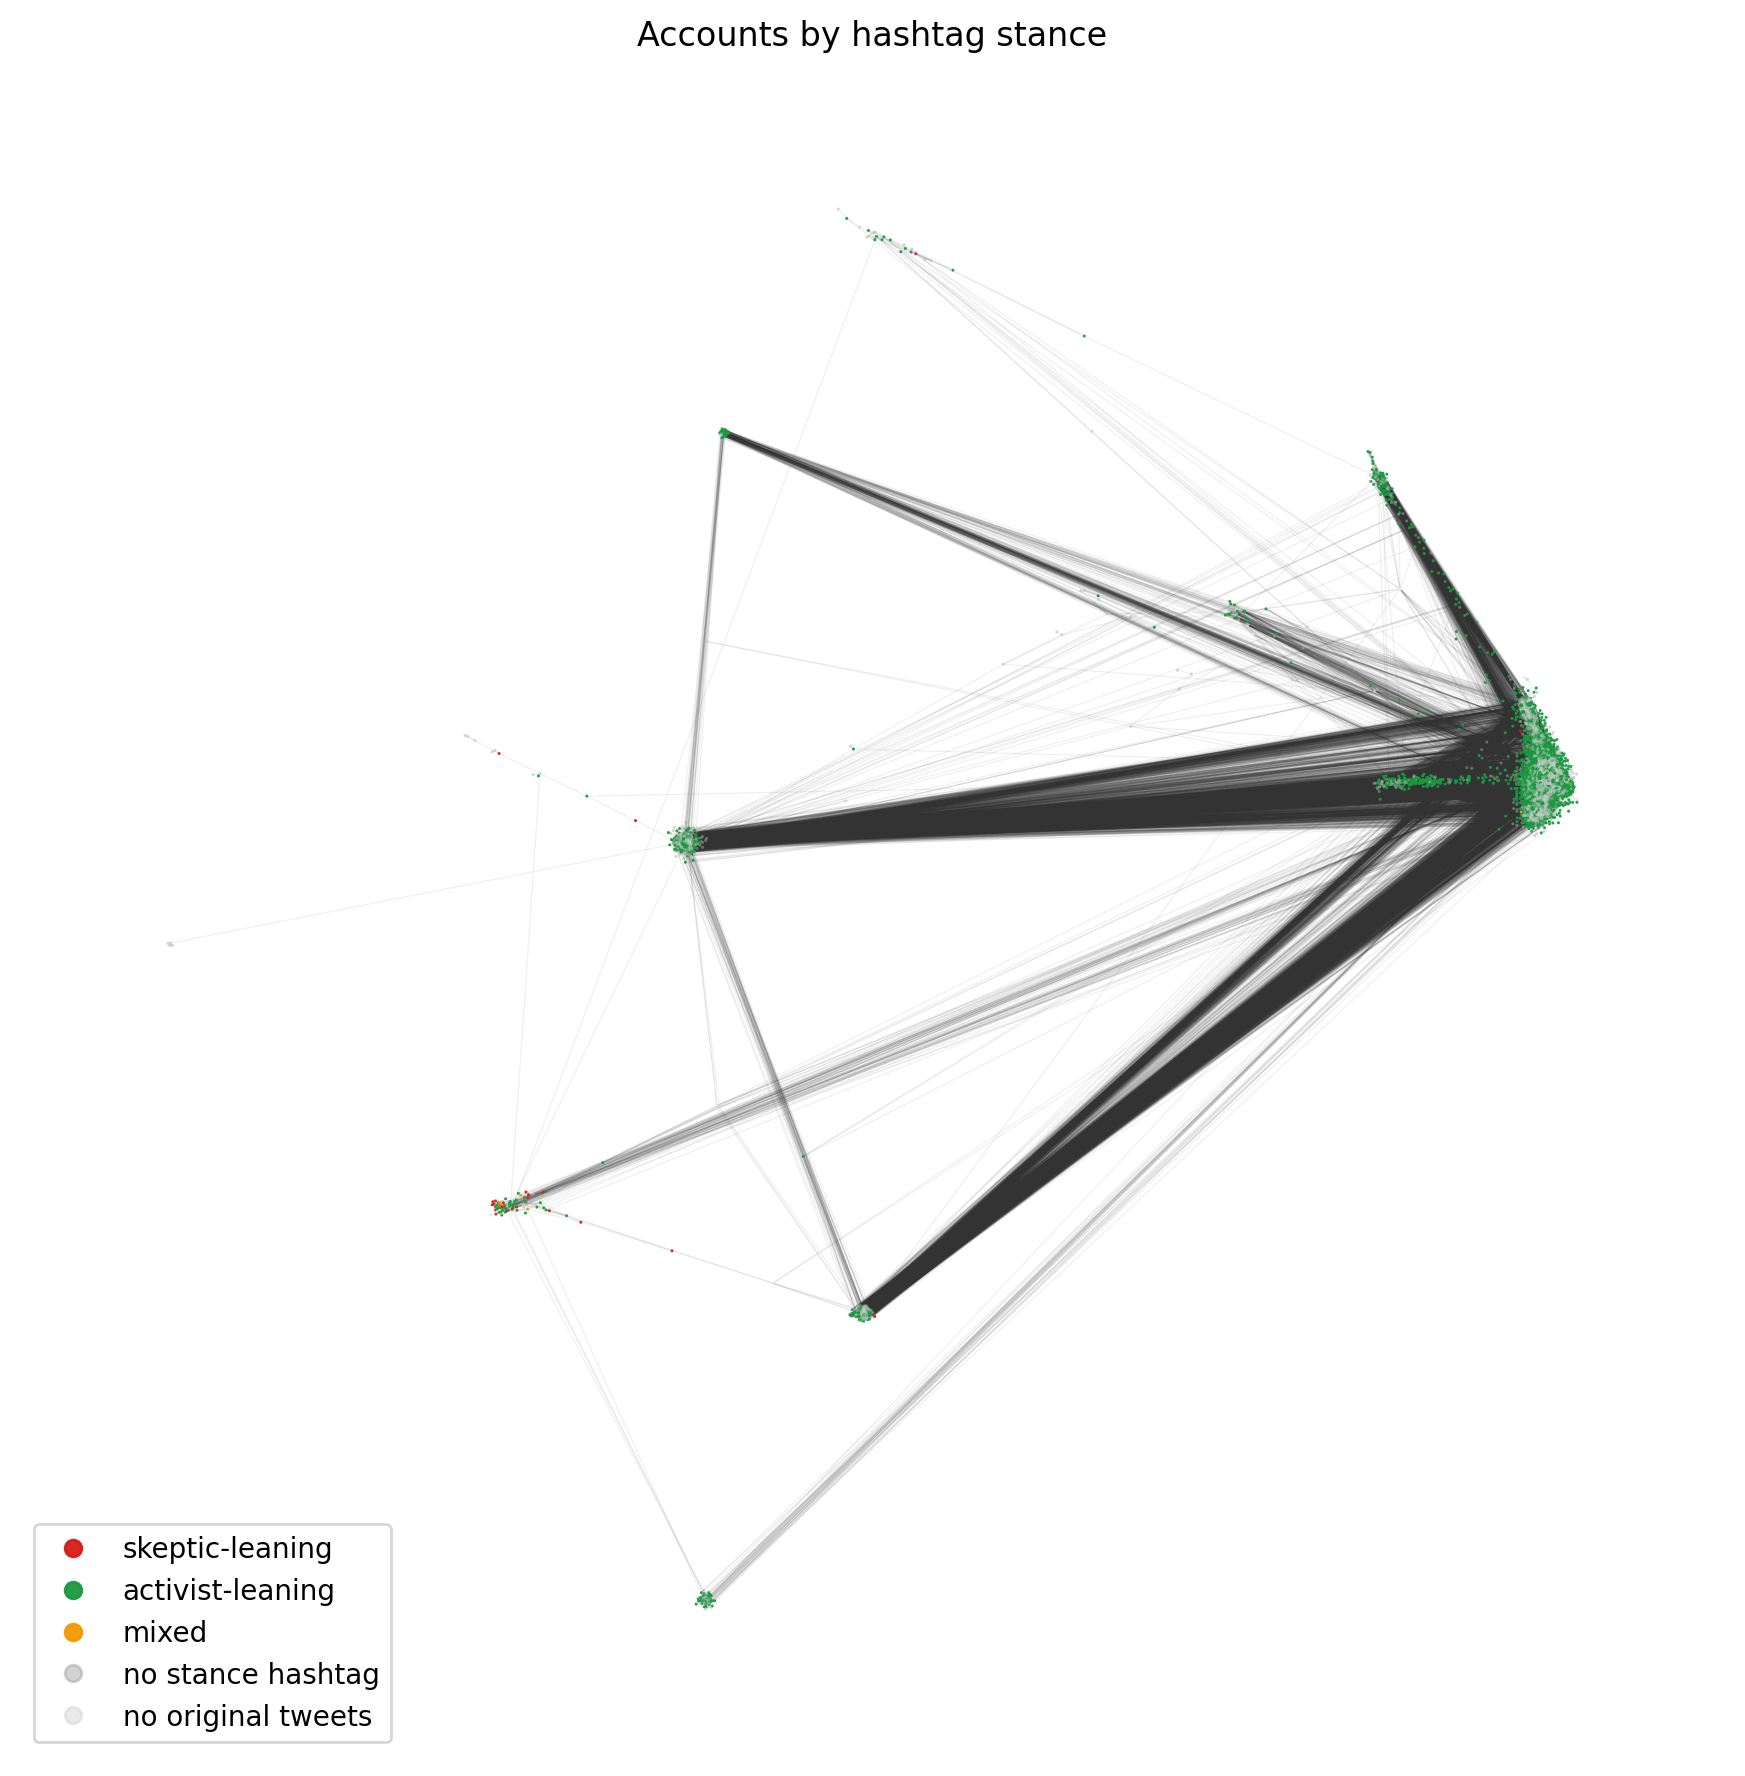 Accounts by hashtag stance
skeptic-leaning
activist-leaning
mixed
no stance hashtag
no original tweets